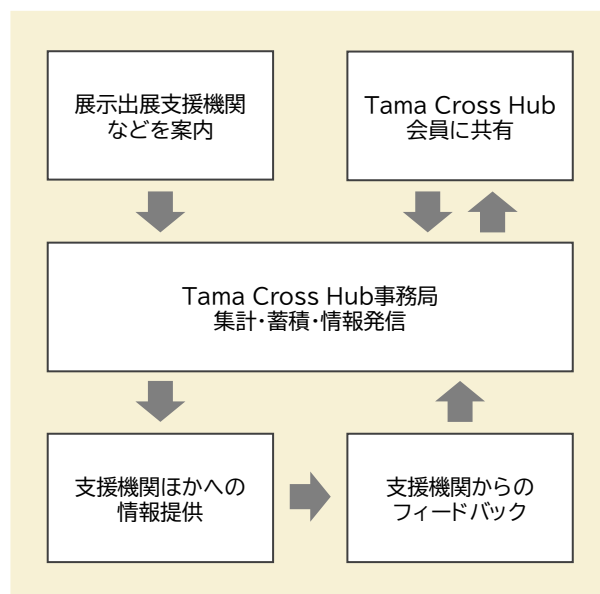 展示出展支援機関
などを案内
Tama Cross Hub
会員に共有
Tama Cross Hub事務局
集計・蓄積・情報発信
支援機関ほかへの
情報提供
支援機関からの
フィードバック